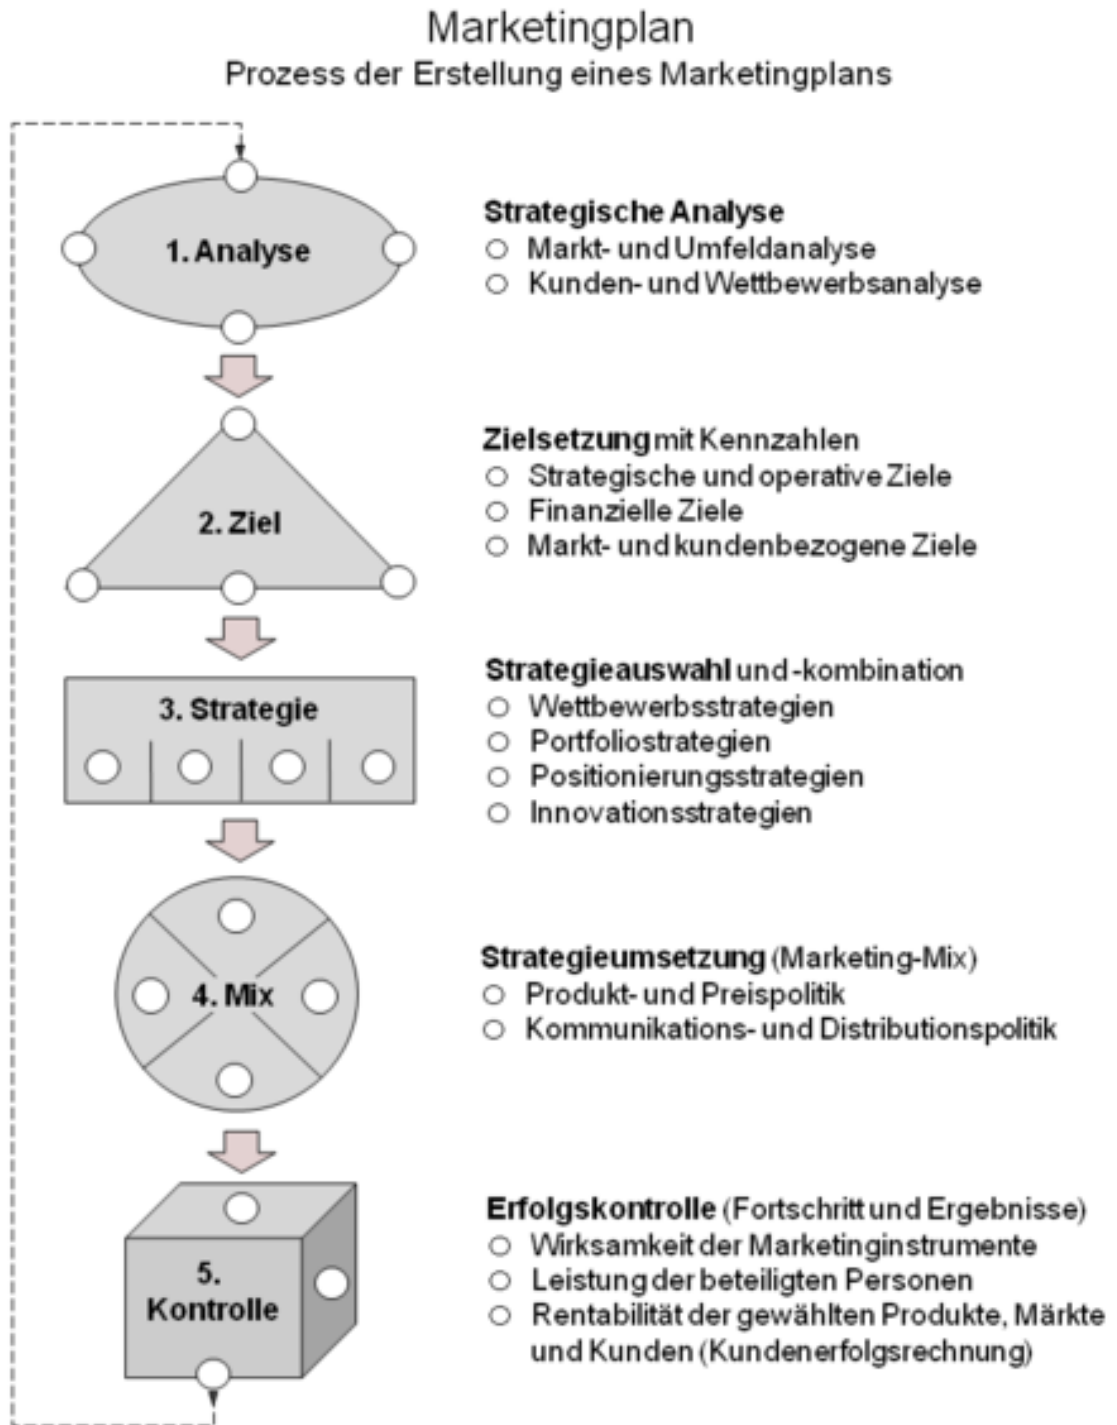 Marketingplan
Prozess der Erstellung eines Marketingplans
1. Analyse
Strategische Analyse
Markt- und Umfeldanalyse
Kunden- und Wettbewerbsanalyse
2. Ziel
Zielsetzung mit Kennzahlen
Strategische und operative Ziele
Finanzielle Ziele
Markt- und kundenbezogene Ziele
3. Strategie
Strategieauswahl und -kombination
Wettbewerbsstrategien
Portfoliostrategien
Positionierungsstrategien
Innovationsstrategien
4. Mix
Strategieumsetzung (Marketing-Mix)
Produkt- und Preispolitik
Kommunikations- und Distributionspolitik
5.
Kontrolle
Erfolgskontrolle (Fortschritt und Ergebnisse)
Wirksamkeit der Marketinginstrumente
Leistung der beteiligten Personen
Rentabilität der gewählten Produkte, Märkte
und Kunden (Kundenerfolgsrechnung)